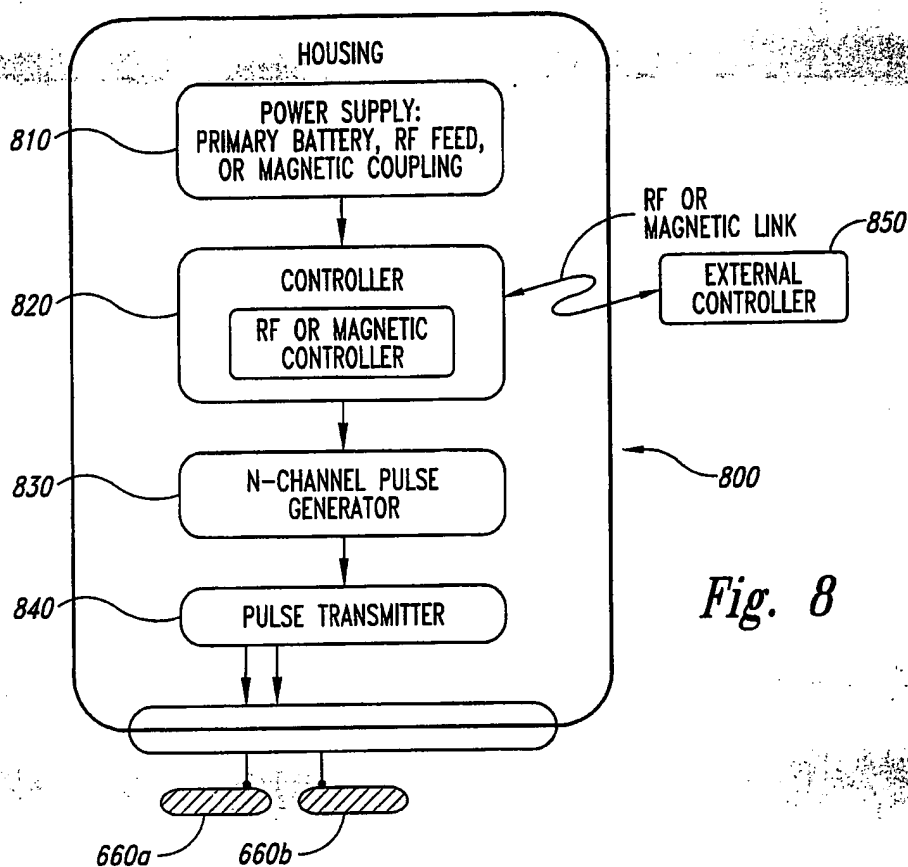 HOUSING
810
POWER SUPPLY:
PRIMARY BATTERY, RF FEED,
OR MAGNETIC COUPLING
RF OR
MAGNETIC LINK
850
EXTERNAL
CONTROLLER
820
CONTROLLER
RF OR MAGNETIC
CONTROLLER
830
N-CHANNEL PULSE
GENERATOR
800
840
PULSE TRANSMITTER
Fig. 8
660a
660b